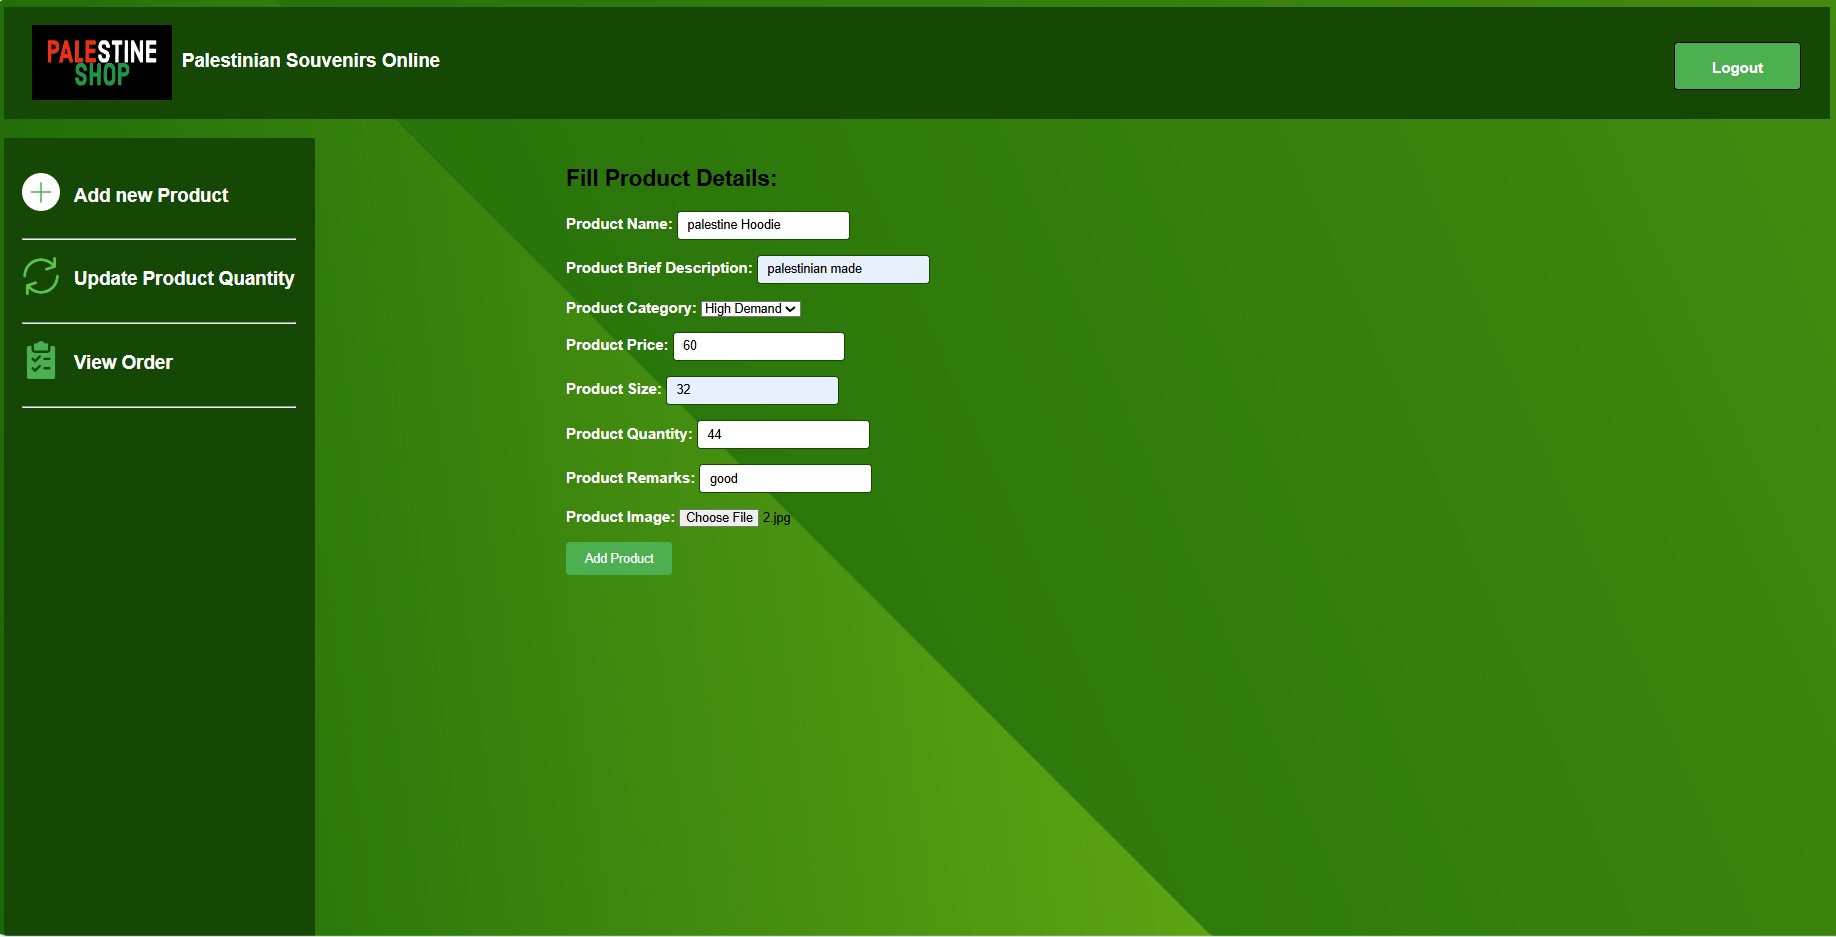 PALESTINE
SHOP
Palestinian Souvenirs Online
Logout
Add new Product
Update Product Quantity
View Order
Fill Product Details:
Product Name: palestine Hoodie
Product Brief Description: palestinian made
Product Category: High Demand
Product Price: 60
Product Size: 32
Product Quantity: 44
Product Remarks: good
Product Image: Choose File 2.jpg
Add Product